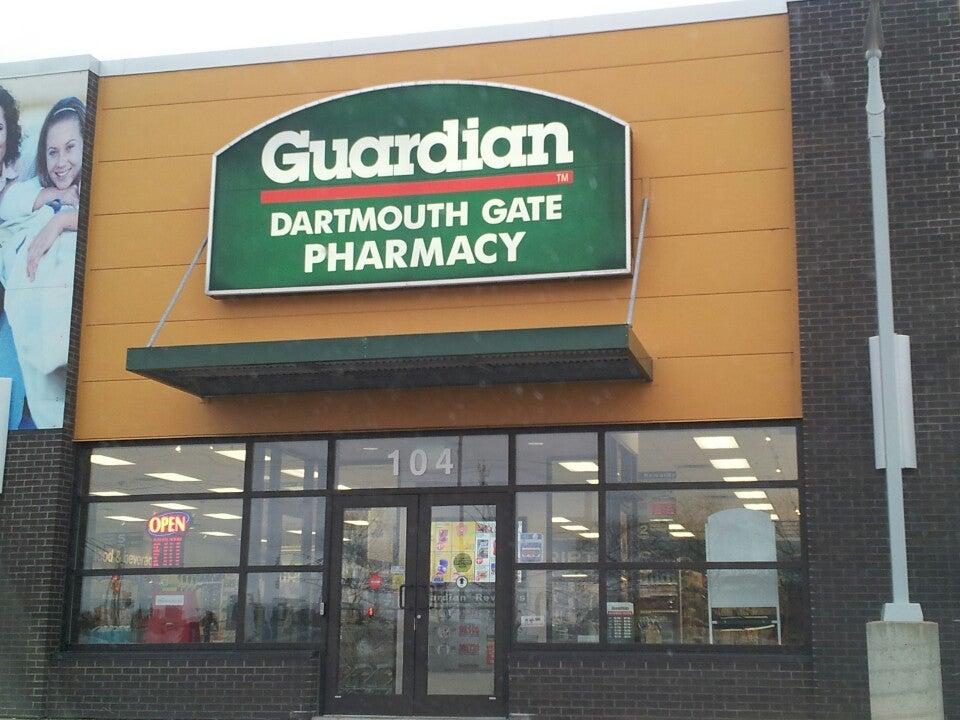 Guardian
TM
DARTMOUTH GATE
PHARMACY
104
OPEN